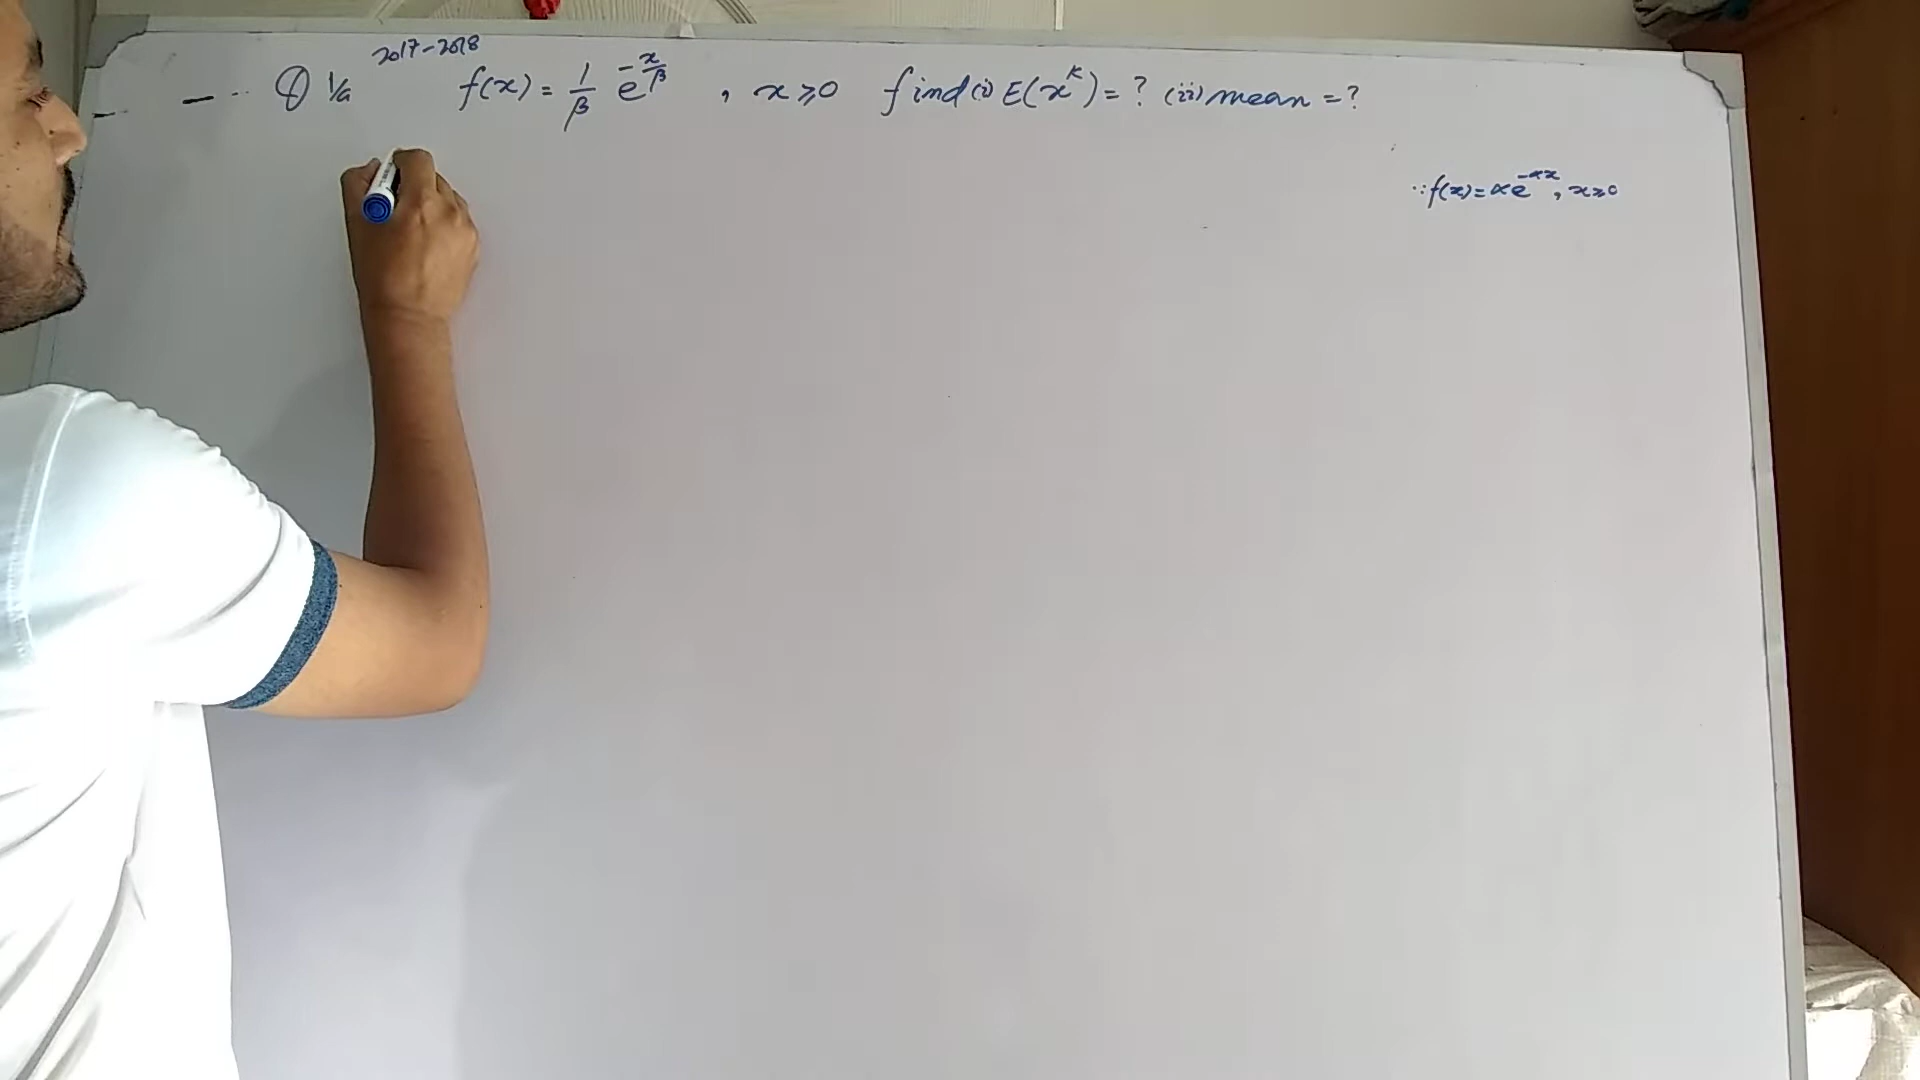 2017-2018
Q 1/a f(x) = 1/β e^(-x/β) , x ≥ 0 find (i) E(x^k) = ? (ii) mean = ?
∵ f(x) = αe^(-αx), x ≥ 0